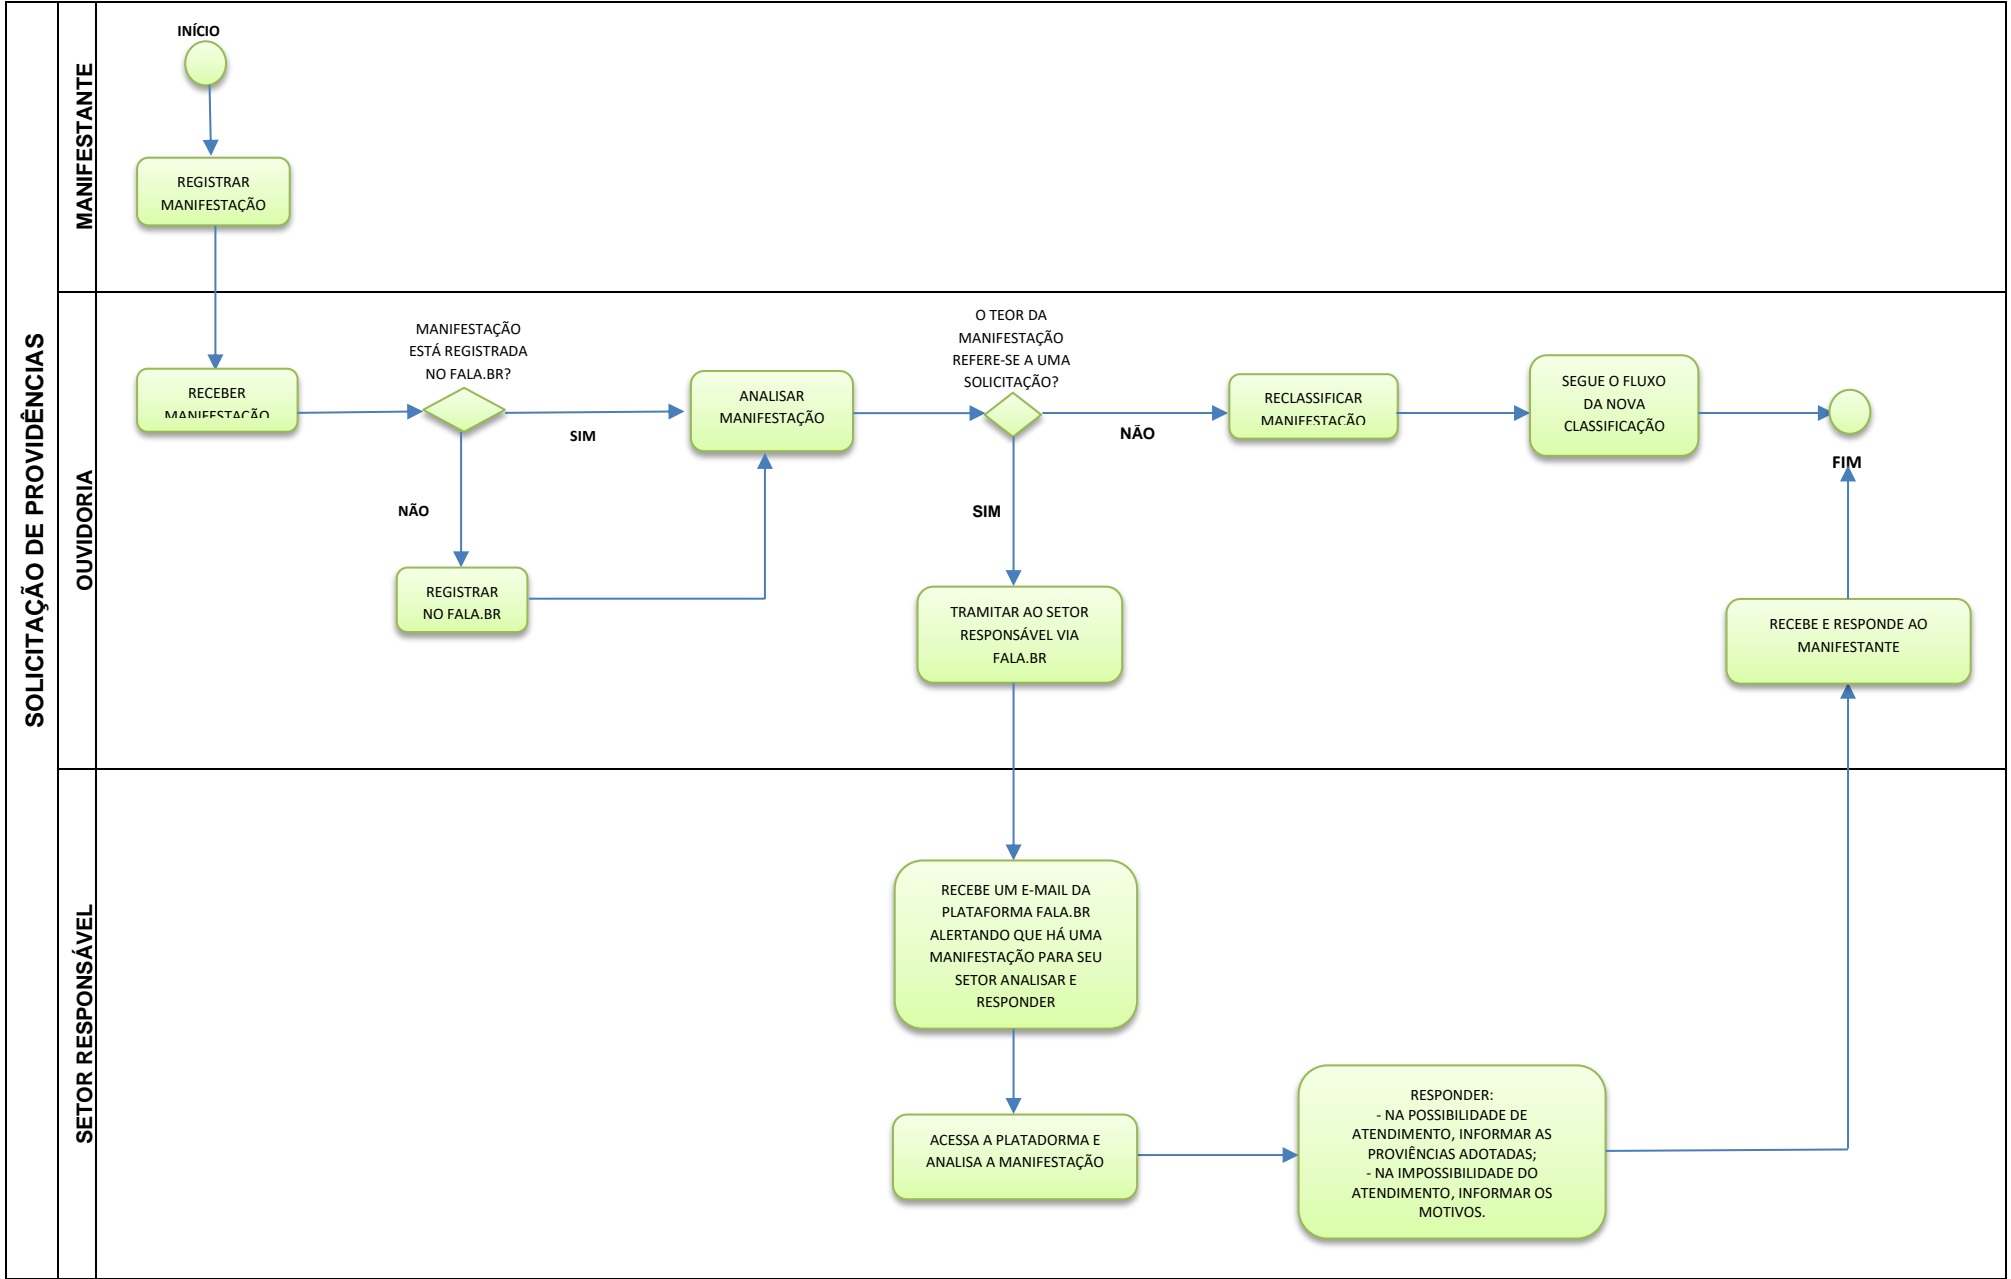 SOLICITAÇÃO DE PROVIDÊNCIAS
MANIFESTANTE
INÍCIO
REGISTRAR
MANIFESTAÇÃO
OUVIDORIA
RECEBER
MANIFESTAÇÃO
MANIFESTAÇÃO
ESTÁ REGISTRADA
NO FALA.BR?
SIM
NÃO
REGISTRAR
NO FALA.BR
ANALISAR
MANIFESTAÇÃO
O TEOR DA
MANIFESTAÇÃO
REFERE-SE A UMA
SOLICITAÇÃO?
NÃO
SIM
RECLASSIFICAR
MANIFESTAÇÃO
SEGUE O FLUXO
DA NOVA
CLASSIFICAÇÃO
FIM
TRAMITAR AO SETOR
RESPONSÁVEL VIA
FALA.BR
RECEBE E RESPONDE AO
MANIFESTANTE
SETOR RESPONSÁVEL
RECEBE UM E-MAIL DA
PLATAFORMA FALA.BR
ALERTANDO QUE HÁ UMA
MANIFESTAÇÃO PARA SEU
SETOR ANALISAR E
RESPONDER
ACESSA A PLATADORMA E
ANALISA A MANIFESTAÇÃO
RESPONDER:
- NA POSSIBILIDADE DE
ATENDIMENTO, INFORMAR AS
PROVIÊNCIAS ADOTADAS;
- NA IMPOSSIBILIDADE DO
ATENDIMENTO, INFORMAR OS
MOTIVOS.